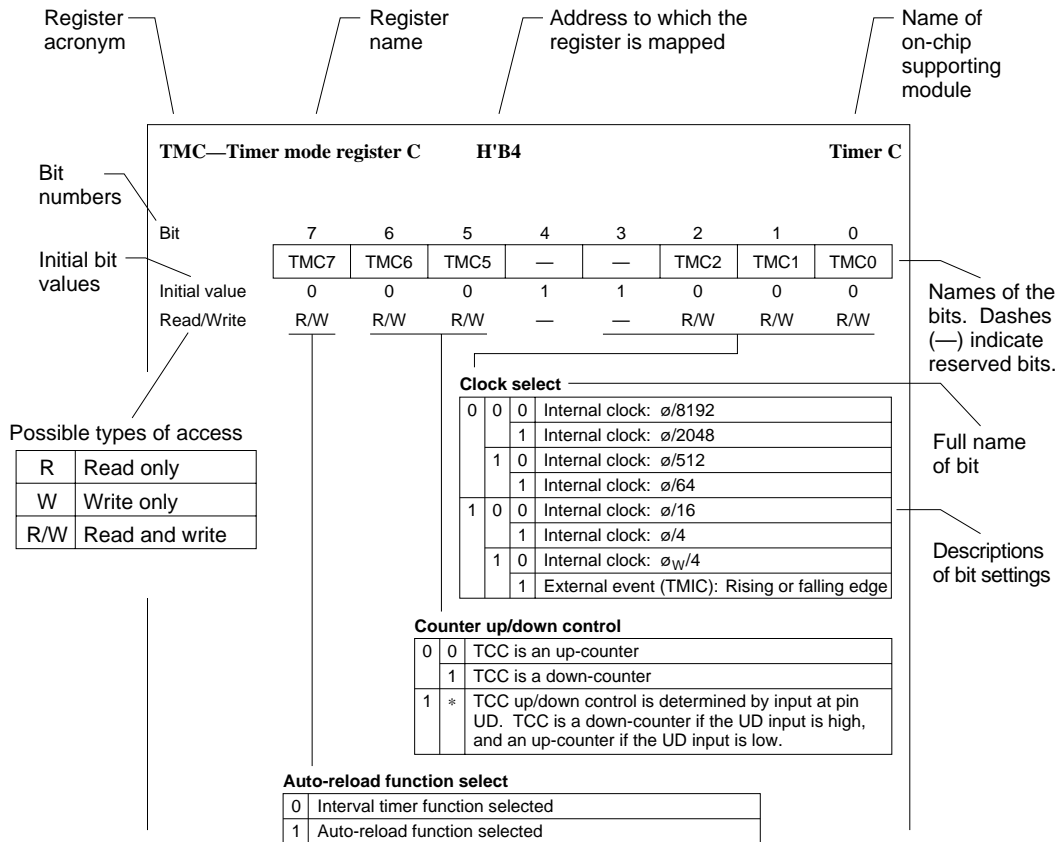 Register
acronym
Register
name
Address to which the
register is mapped
Name of
on-chip
supporting
module
TMC—Timer mode register C H'B4 Timer C
Bit
numbers
Bit 7 6 5 4 3 2 1 0
Initial bit
values
TMC7 TMC6 TMC5 — — TMC2 TMC1 TMC0
Initial value 0 0 0 1 1 0 0 0
Read/Write R/W R/W R/W — — R/W R/W R/W
Names of the
bits. Dashes
(—) indicate
reserved bits.
Possible types of access
R Read only
W Write only
R/W Read and write
Clock select
0 0 0 Internal clock: ø/8192
1 Internal clock: ø/2048
1 0 Internal clock: ø/512
1 Internal clock: ø/64
1 0 0 Internal clock: ø/16
1 Internal clock: ø/4
1 0 Internal clock: øW/4
1 External event (TMIC): Rising or falling edge
Full name
of bit
Descriptions
of bit settings
Counter up/down control
0 0 TCC is an up-counter
1 TCC is a down-counter
1 * TCC up/down control is determined by input at pin
UD. TCC is a down-counter if the UD input is high,
and an up-counter if the UD input is low.
Auto-reload function select
0 Interval timer function selected
1 Auto-reload function selected